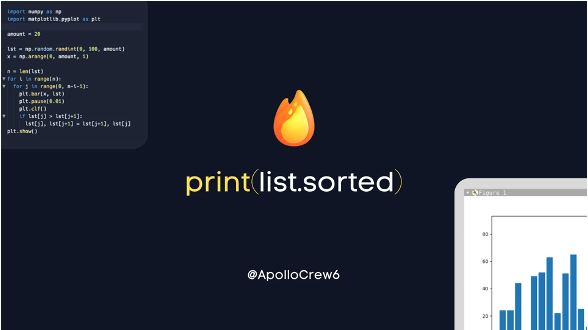 import numpy as np
import matplotlib.pyplot as plt
amount = 20
lst = np.random.randint(0, 100, amount)
x = np.arange(0, amount, 1)
n = len(lst)
for i in range(n):
for j in range(0, n-i-1):
plt.bar(x, lst)
plt.pause(0.01)
plt.clf()
if lst[j] > lst[j+1]:
lst[j], lst[j+1] = lst[j+1], lst[j]
plt.show()
print(list.sorted)
@ApolloCrew6
Figure 1
80
60
40
20